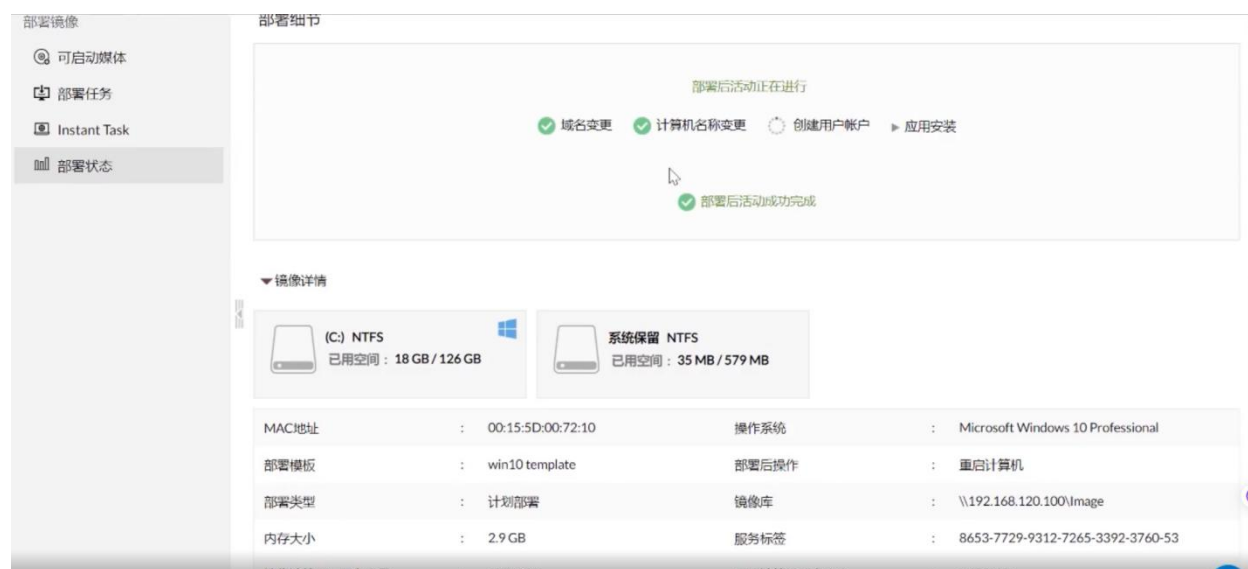 部署镜像
可启动媒体
部署任务
Instant Task
部署状态
部署细节
部署后活动正在进行
域名变更 计算机名称变更 创建用户帐户 应用安装
部署后活动成功完成
镜像详情
(C:) NTFS
已用空间 : 18 GB / 126 GB
系统保留 NTFS
已用空间 : 35 MB / 579 MB
MAC地址 : 00:15:5D:00:72:10 操作系统 : Microsoft Windows 10 Professional
部署模板 : win10 template 部署后操作 : 重启计算机
部署类型 : 计划部署 镜像库 : \\192.168.120.100\Image
内存大小 : 2.9 GB 服务标签 : 8653-7729-9312-7265-3392-3760-53